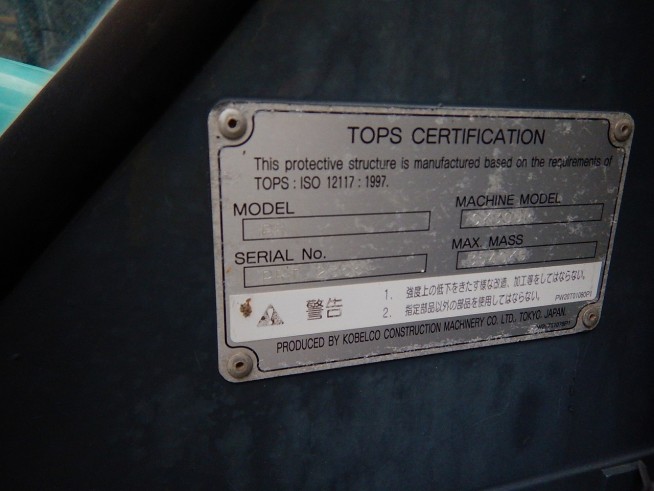 TOPS CERTIFICATION
This protective structure is manufactured based on the requirements of
TOPS : ISO 12117 : 1997.
MODEL
MACHINE MODEL
SERIAL No.
MAX. MASS
警告
1. 強度上の低下をきたす様な改造、加工等をしてはならない。
2. 指定部品以外の部品を使用してはならない。
PRODUCED BY KOBELCO CONSTRUCTION MACHINERY CO. LTD., TOKYO. JAPAN.